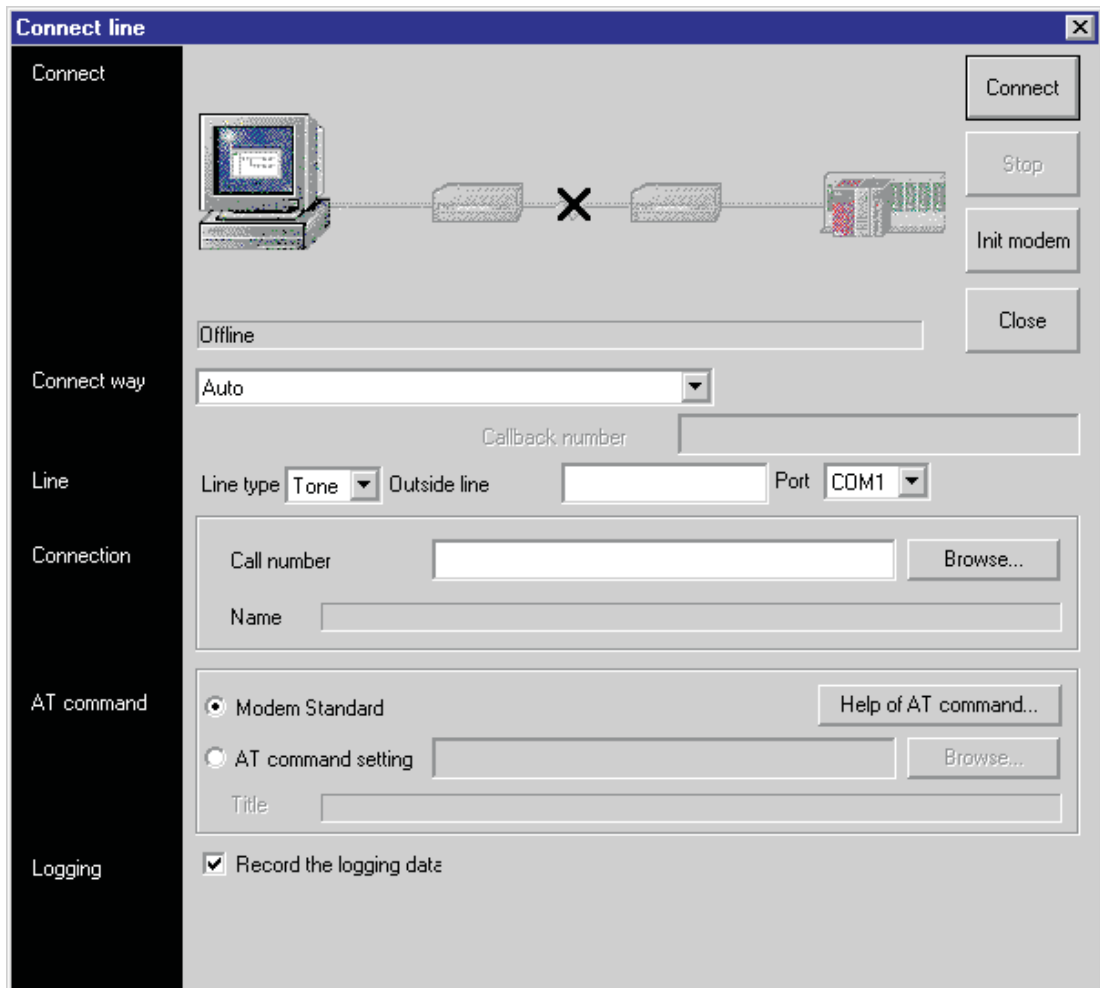 Connect line
Connect
Connect
Stop
Init modem
Close
Offline
Connect way
Auto
Callback number
Line
Line type Tone Outside line Port COM1
Connection
Call number Browse...
Name
AT command
Modem Standard Help of AT command...
AT command setting Browse...
Title
Logging
Record the logging data